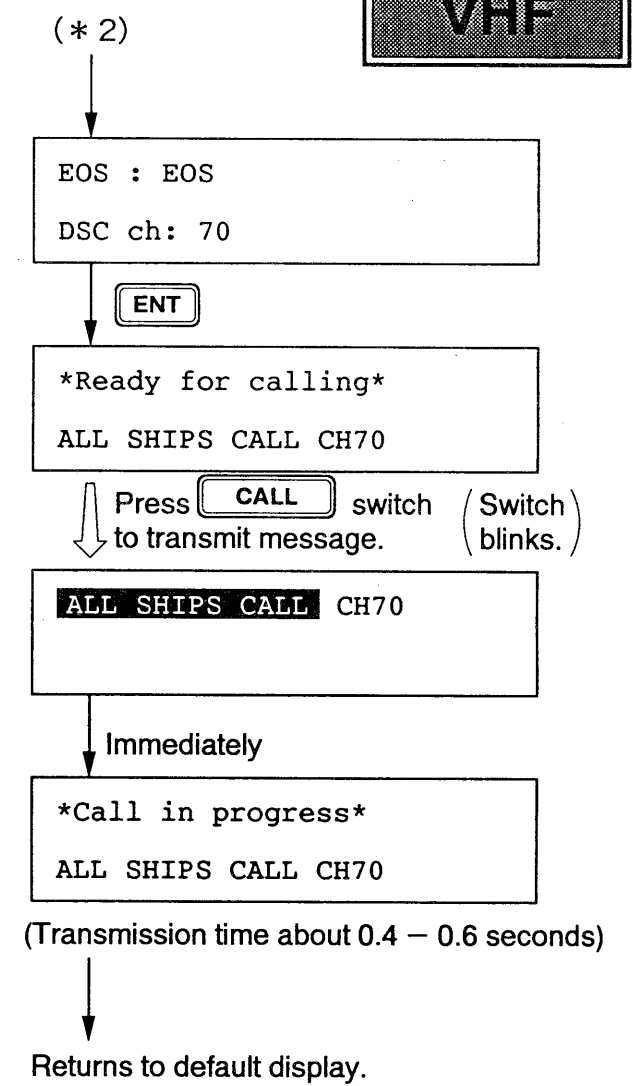 (* 2)
VHF
EOS : EOS
DSC ch: 70
ENT
*Ready for calling*
ALL SHIPS CALL CH70
Press CALL switch (Switch
to transmit message. blinks.)
ALL SHIPS CALL CH70
Immediately
*Call in progress*
ALL SHIPS CALL CH70
(Transmission time about 0.4 – 0.6 seconds)
Returns to default display.